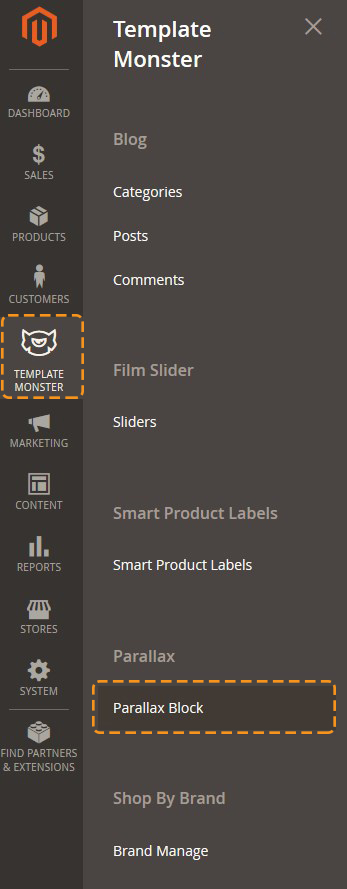 DASHBOARD
SALES
PRODUCTS
CUSTOMERS
TEMPLATE
MONSTER
MARKETING
CONTENT
REPORTS
STORES
SYSTEM
FIND PARTNERS
& EXTENSIONS
Template
Monster
Blog
Categories
Posts
Comments
Film Slider
Sliders
Smart Product Labels
Smart Product Labels
Parallax
Parallax Block
Shop By Brand
Brand Manage